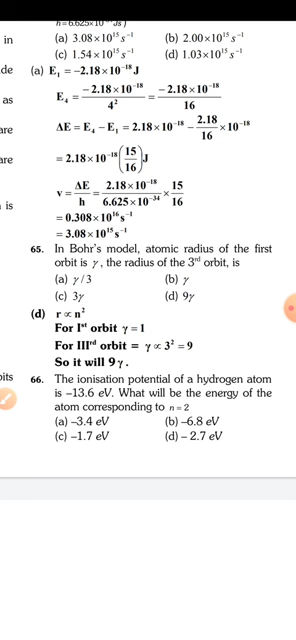 h=6.625×10⁻³⁴ Js)
in (a) 3.08×10¹⁵ s⁻¹ (b) 2.00×10¹⁵ s⁻¹
(c) 1.54×10¹⁵ s⁻¹ (d) 1.03×10¹⁵ s⁻¹
de (a) E₁ = −2.18×10⁻¹⁸ J
as E₄ = −2.18×10⁻¹⁸ / 4² = −2.18×10⁻¹⁸ / 16
are ΔE = E₄ − E₁ = 2.18×10⁻¹⁸ − 2.18/16 ×10⁻¹⁸
are = 2.18×10⁻¹⁸ (15/16) J
is v = ΔE/h = 2.18×10⁻¹⁸ / 6.625×10⁻³⁴ × 15/16
= 0.308×10¹⁶ s⁻¹
= 3.08×10¹⁵ s⁻¹
65. In Bohr's model, atomic radius of the first
orbit is γ, the radius of the 3ʳᵈ orbit, is
(a) γ/3 (b) γ
(c) 3γ (d) 9γ
(d) r ∝ n²
For Iˢᵗ orbit γ = 1
For IIIʳᵈ orbit = γ ∝ 3² = 9
So it will 9γ.
bits 66. The ionisation potential of a hydrogen atom
is −13.6 eV. What will be the energy of the
atom corresponding to n = 2
(a) −3.4 eV (b) −6.8 eV
(c) −1.7 eV (d) − 2.7 eV